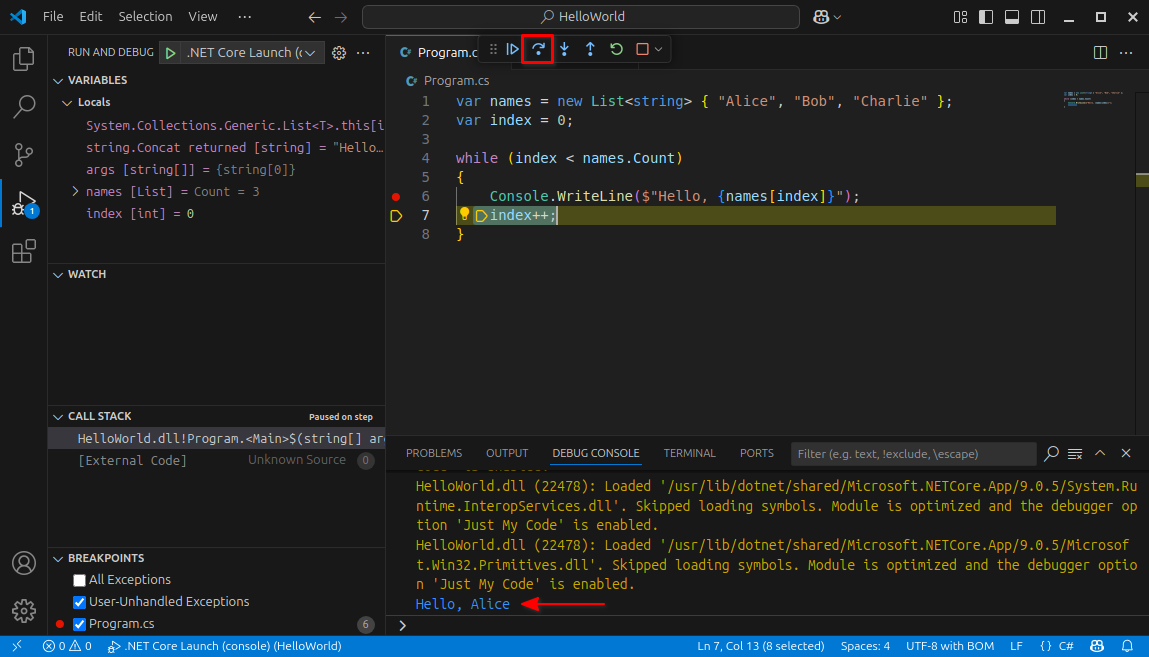 File Edit Selection View ··· HelloWorld
RUN AND DEBUG .NET Core Launch (c
VARIABLES
Locals
System.Collections.Generic.List<T>.this[i
string.Concat returned [string] = "Hello…
args [string[]] = {string[0]}
names [List] = Count = 3
index [int] = 0
WATCH
CALL STACK Paused on step
HelloWorld.dll!Program.<Main>$(string[] ar
[External Code] Unknown Source 0
BREAKPOINTS
All Exceptions
User-Unhandled Exceptions
Program.cs 6
1
C# Program.c
C# Program.cs
1 var names = new List<string> { "Alice", "Bob", "Charlie" };
2 var index = 0;
3
4 while (index < names.Count)
5 {
6 Console.WriteLine($"Hello, {names[index]}");
7 index++;
8 }
PROBLEMS OUTPUT DEBUG CONSOLE TERMINAL PORTS Filter (e.g. text, !exclude, \escape)
HelloWorld.dll (22478): Loaded '/usr/lib/dotnet/shared/Microsoft.NETCore.App/9.0.5/System.Ru
ntime.InteropServices.dll'. Skipped loading symbols. Module is optimized and the debugger op
tion 'Just My Code' is enabled.
HelloWorld.dll (22478): Loaded '/usr/lib/dotnet/shared/Microsoft.NETCore.App/9.0.5/Microsof
t.Win32.Primitives.dll'. Skipped loading symbols. Module is optimized and the debugger optio
n 'Just My Code' is enabled.
Hello, Alice
0 0 .NET Core Launch (console) (HelloWorld) Ln 7, Col 13 (8 selected) Spaces: 4 UTF-8 with BOM LF {} C#